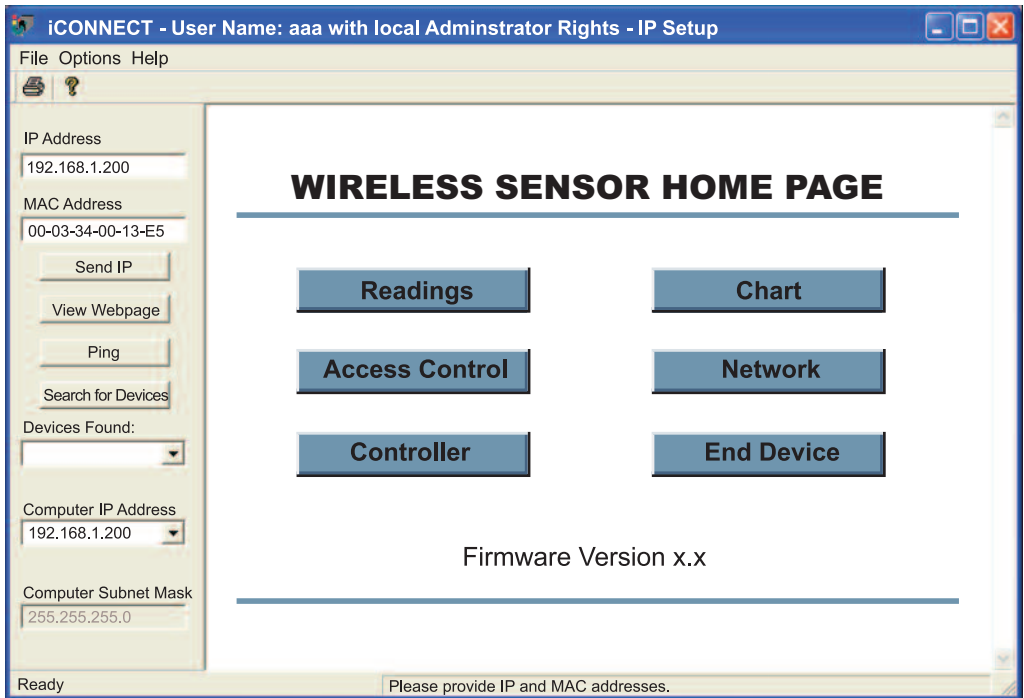 iCONNECT - User Name: aaa with local Adminstrator Rights - IP Setup
File Options Help
IP Address
192.168.1.200
MAC Address
00-03-34-00-13-E5
Send IP
View Webpage
Ping
Search for Devices
Devices Found:
Computer IP Address
192.168.1.200
Computer Subnet Mask
255.255.255.0
WIRELESS SENSOR HOME PAGE
Readings
Chart
Access Control
Network
Controller
End Device
Firmware Version x.x
Ready
Please provide IP and MAC addresses.